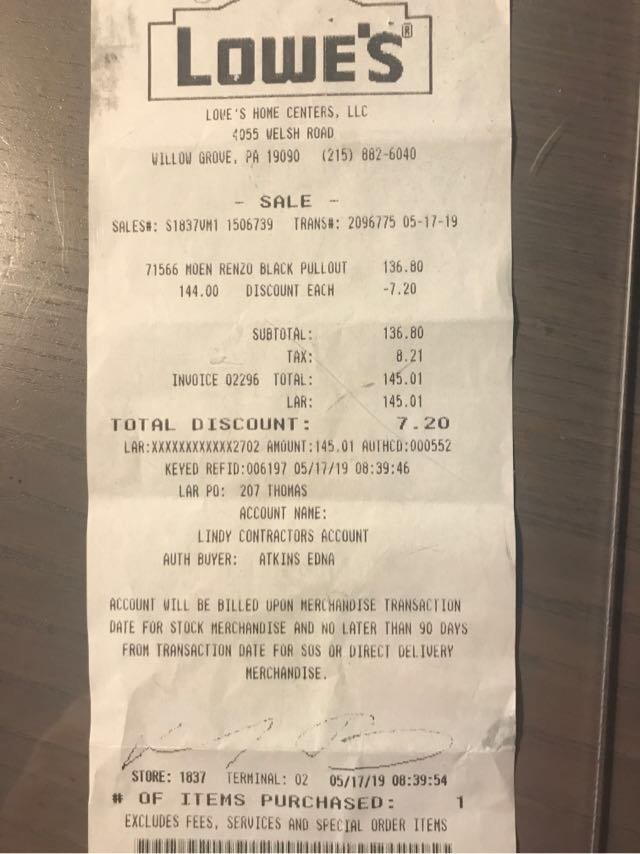 LOWE'S®
LOWE'S HOME CENTERS, LLC
4055 WELSH ROAD
WILLOW GROVE, PA 19090 (215) 882-6040
- SALE -
SALES#: S1837VM1 1506739 TRANS#: 2096775 05-17-19
71566 MOEN RENZO BLACK PULLOUT 136.80
144.00 DISCOUNT EACH -7.20
SUBTOTAL: 136.80
TAX: 8.21
INVOICE 02296 TOTAL: 145.01
LAR: 145.01
TOTAL DISCOUNT: 7.20
LAR:XXXXXXXXXXXX2702 AMOUNT:145.01 AUTHCD:000552
KEYED REFID:006197 05/17/19 08:39:46
LAR PO: 207 THOMAS
ACCOUNT NAME:
LINDY CONTRACTORS ACCOUNT
AUTH BUYER: ATKINS EDNA
ACCOUNT WILL BE BILLED UPON MERCHANDISE TRANSACTION
DATE FOR STOCK MERCHANDISE AND NO LATER THAN 90 DAYS
FROM TRANSACTION DATE FOR SOS OR DIRECT DELIVERY
MERCHANDISE.
STORE: 1837 TERMINAL: 02 05/17/19 08:39:54
# OF ITEMS PURCHASED: 1
EXCLUDES FEES, SERVICES AND SPECIAL ORDER ITEMS